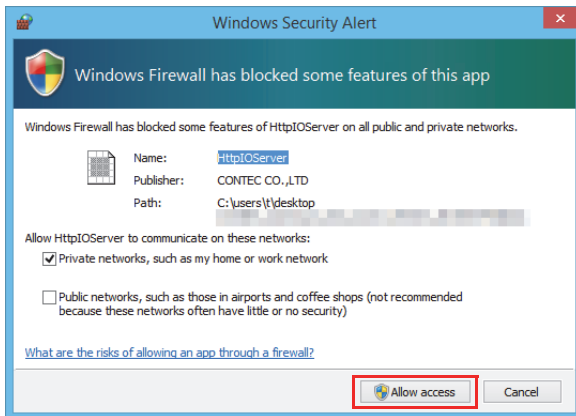 Windows Security Alert
Windows Firewall has blocked some features of this app
Windows Firewall has blocked some features of HttpIOServer on all public and private networks.
Name: HttpIOServer
Publisher: CONTEC CO.,LTD
Path: C:\users\t\desktop
Allow HttpIOServer to communicate on these networks:
Private networks, such as my home or work network
Public networks, such as those in airports and coffee shops (not recommended
because these networks often have little or no security)
What are the risks of allowing an app through a firewall?
Allow access Cancel